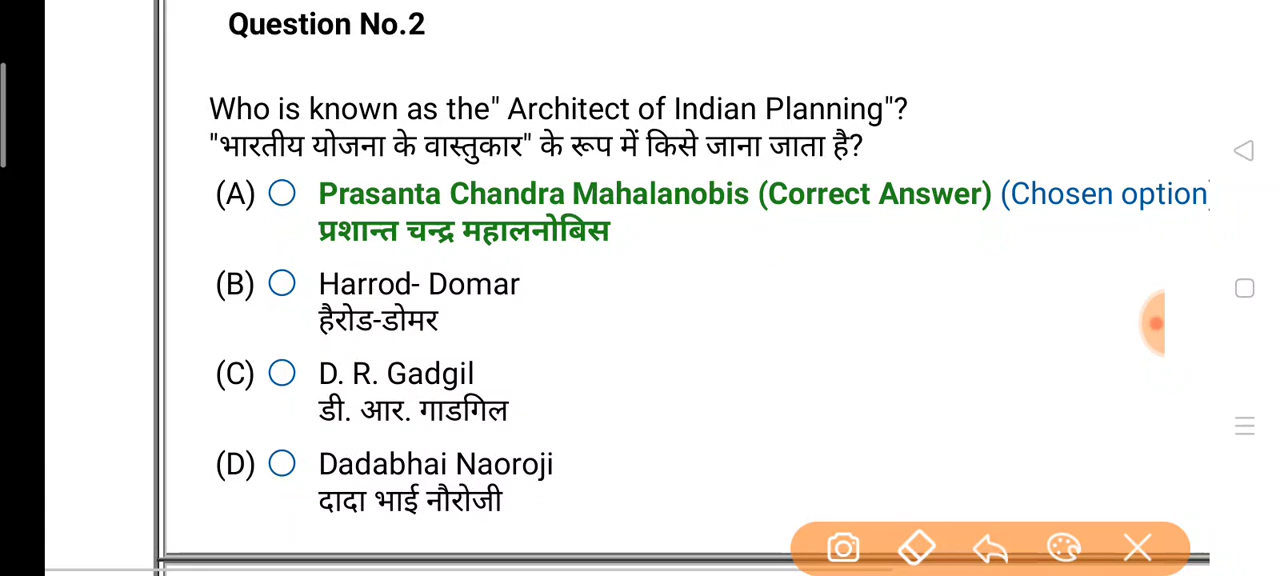 Question No.2
Who is known as the" Architect of Indian Planning"?
"भारतीय योजना के वास्तुकार" के रूप में किसे जाना जाता है?
(A) Prasanta Chandra Mahalanobis (Correct Answer) (Chosen option)
प्रशान्त चन्द्र महालनोबिस
(B) Harrod- Domar
हैरोड-डोमर
(C) D. R. Gadgil
डी. आर. गाडगिल
(D) Dadabhai Naoroji
दादा भाई नौरोजी